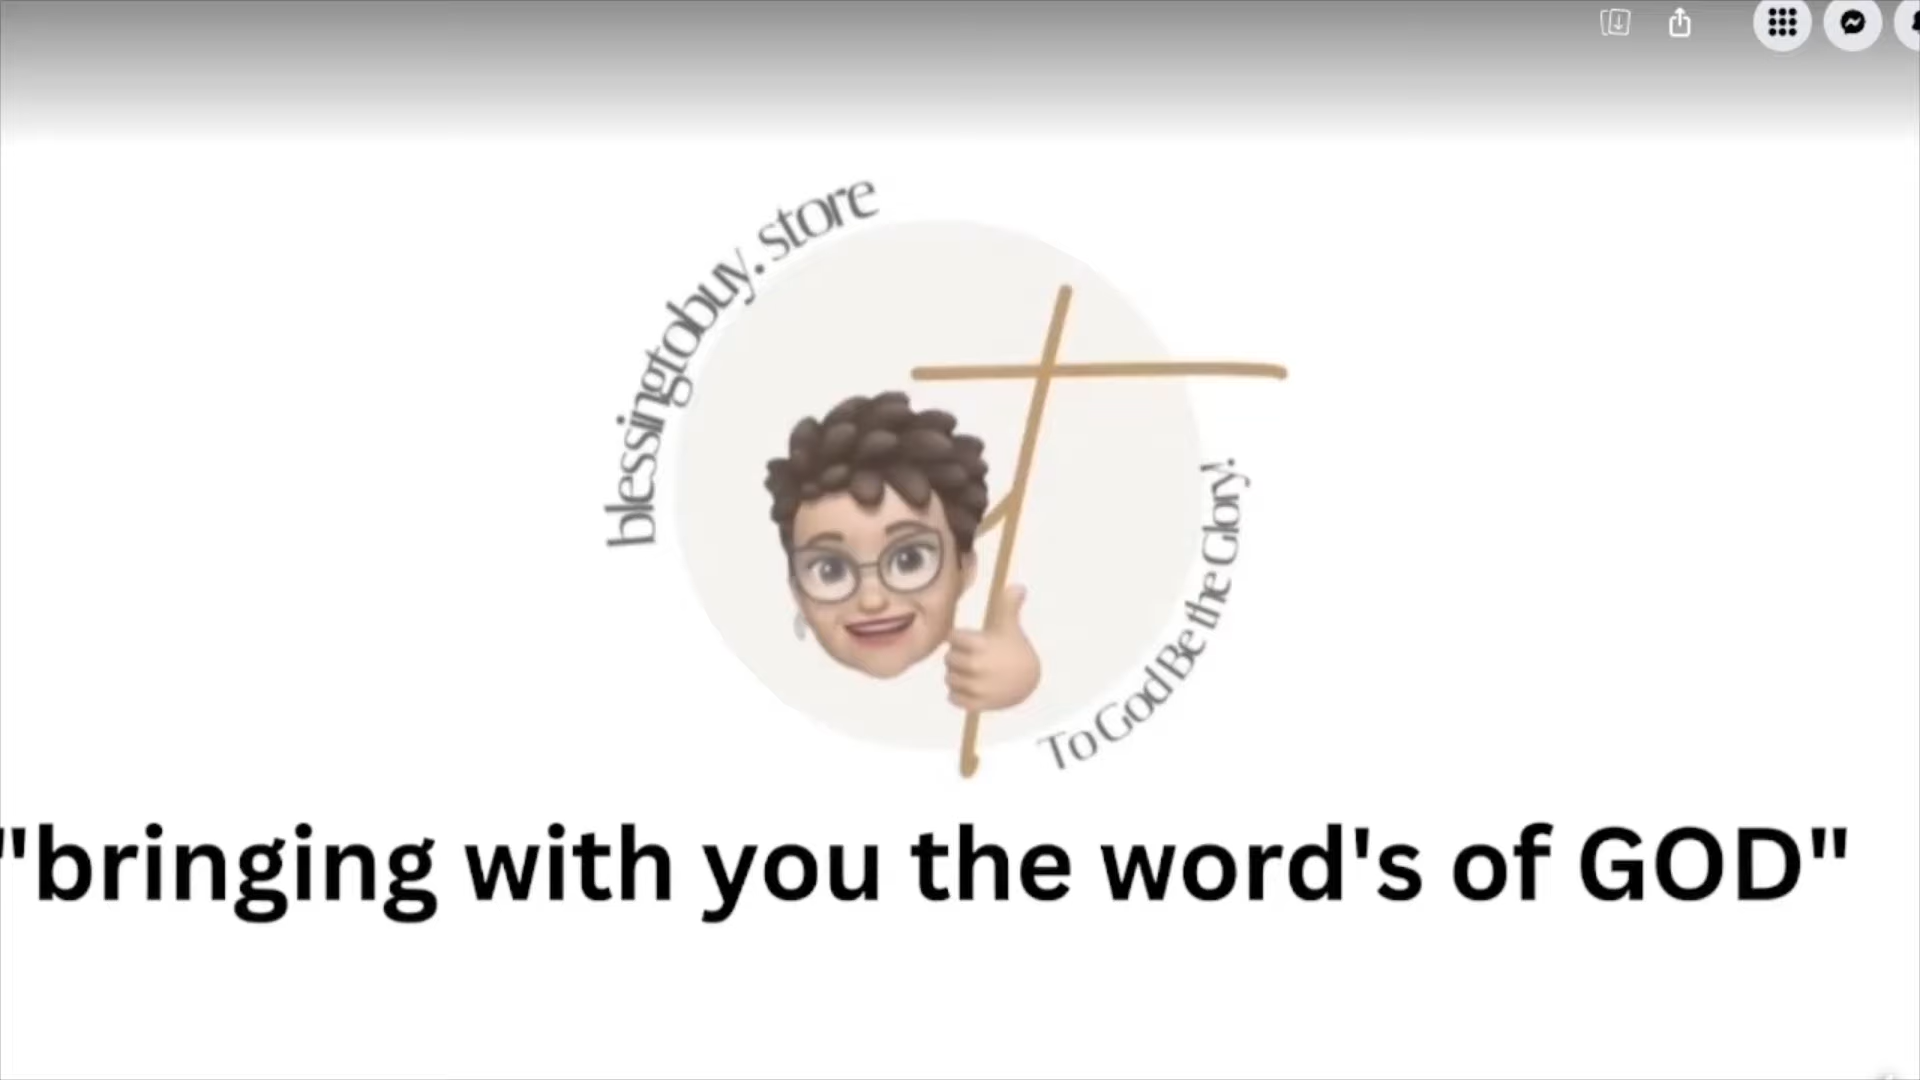 blessingtobuy. store
To God Be the Glory!
"bringing with you the word's of GOD"